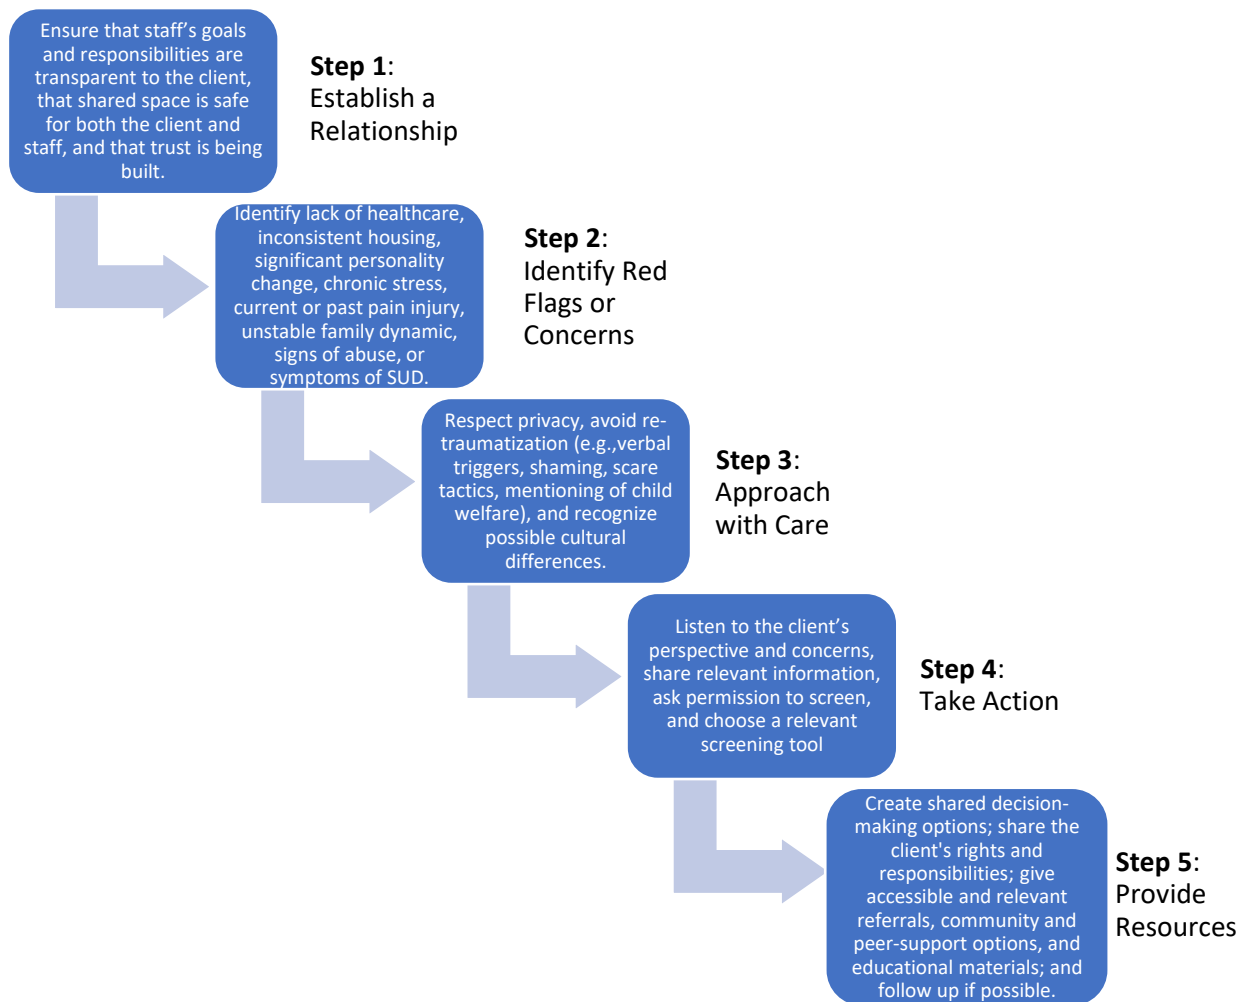 Ensure that staff’s goals
and responsibilities are
transparent to the client,
that shared space is safe
for both the client and
staff, and that trust is being
built.
Step 1:
Establish a
Relationship
Identify lack of healthcare,
inconsistent housing,
significant personality
change, chronic stress,
current or past pain injury,
unstable family dynamic,
signs of abuse, or
symptoms of SUD.
Step 2:
Identify Red
Flags or
Concerns
Respect privacy, avoid re-
traumatization (e.g.,verbal
triggers, shaming, scare
tactics, mentioning of child
welfare), and recognize
possible cultural
differences.
Step 3:
Approach
with Care
Listen to the client’s
perspective and concerns,
share relevant information,
ask permission to screen,
and choose a relevant
screening tool
Step 4:
Take Action
Create shared decision-
making options; share the
client's rights and
responsibilities; give
accessible and relevant
referrals, community and
peer-support options, and
educational materials; and
follow up if possible.
Step 5:
Provide
Resources